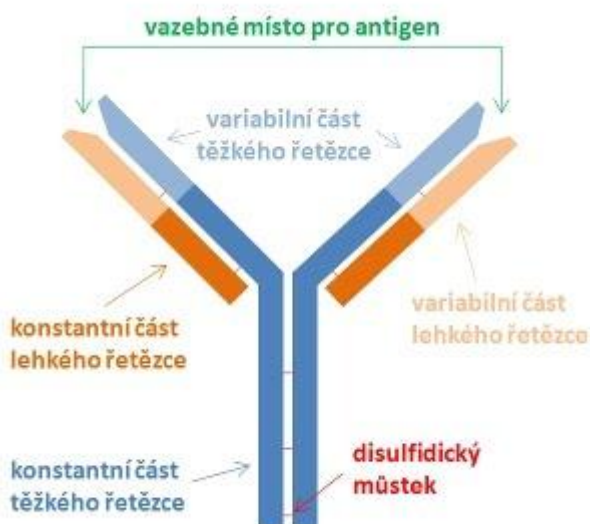 vazebné místo pro antigen
variabilní část
těžkého řetězce
variabilní část
lehkého řetězce
konstantní část
lehkého řetězce
disulfidický
můstek
konstantní část
těžkého řetězce